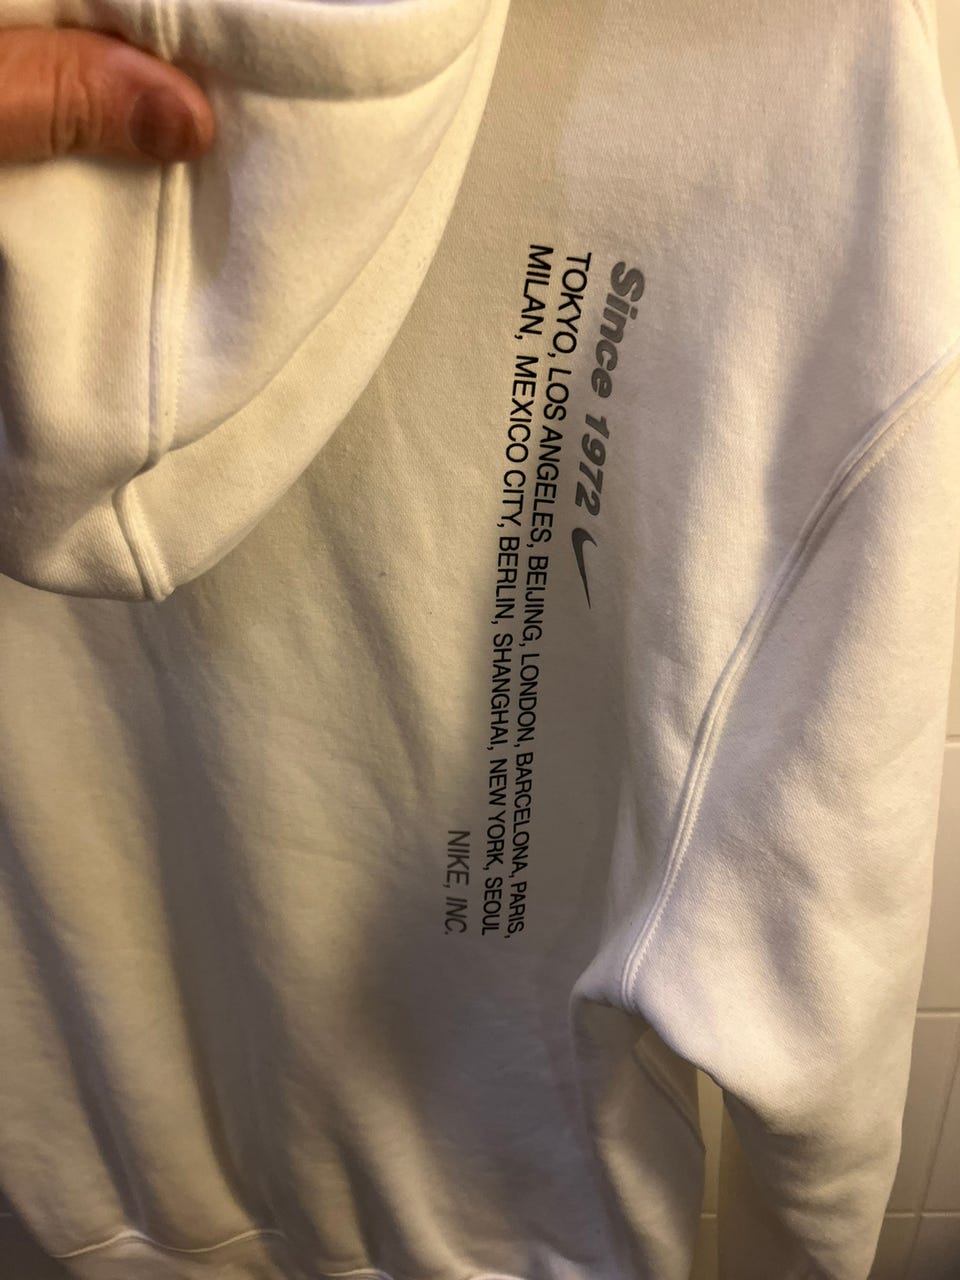 Since 1972
TOKYO, LOS ANGELES, BEIJING, LONDON, BARCELONA, PARIS,
MILAN, MEXICO CITY, BERLIN, SHANGHAI, NEW YORK, SEOUL
NIKE, INC.